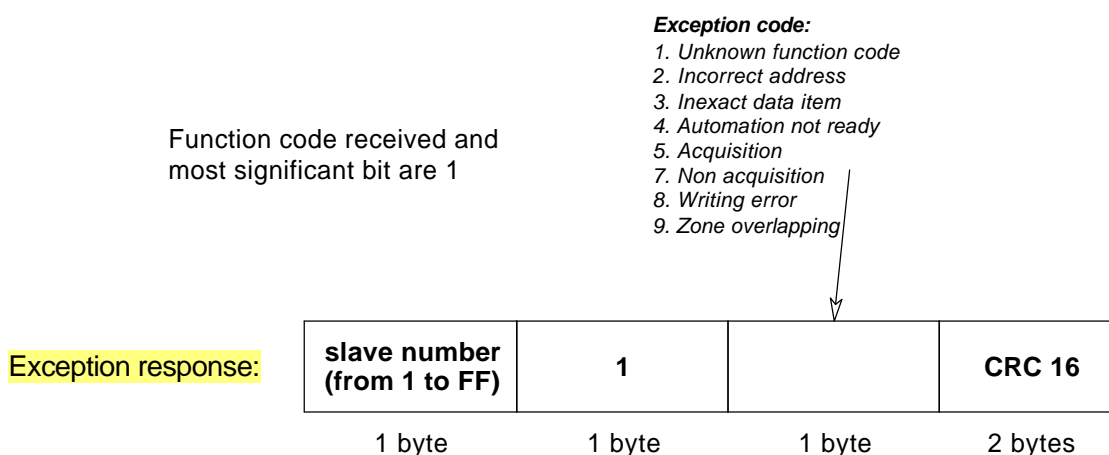 Exception code:
1. Unknown function code
2. Incorrect address
3. Inexact data item
4. Automation not ready
5. Acquisition
7. Non acquisition
8. Writing error
9. Zone overlapping
Function code received and
most significant bit are 1
Exception response:
slave number
(from 1 to FF)
1
CRC 16
1 byte
1 byte
1 byte
2 bytes